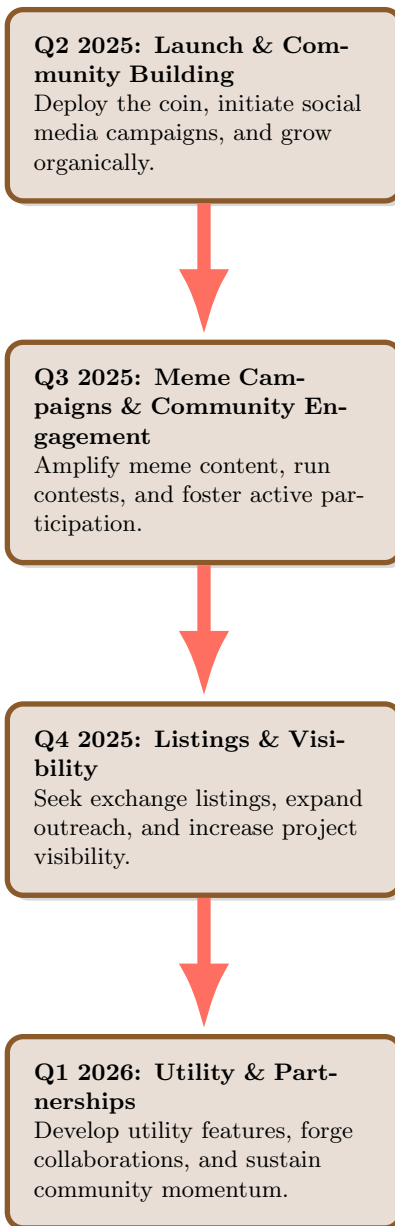 Q2 2025: Launch & Com-
munity Building
Deploy the coin, initiate social
media campaigns, and grow
organically.
Q3 2025: Meme Cam-
paigns & Community En-
gagement
Amplify meme content, run
contests, and foster active par-
ticipation.
Q4 2025: Listings & Visi-
bility
Seek exchange listings, expand
outreach, and increase project
visibility.
Q1 2026: Utility & Part-
nerships
Develop utility features, forge
collaborations, and sustain
community momentum.